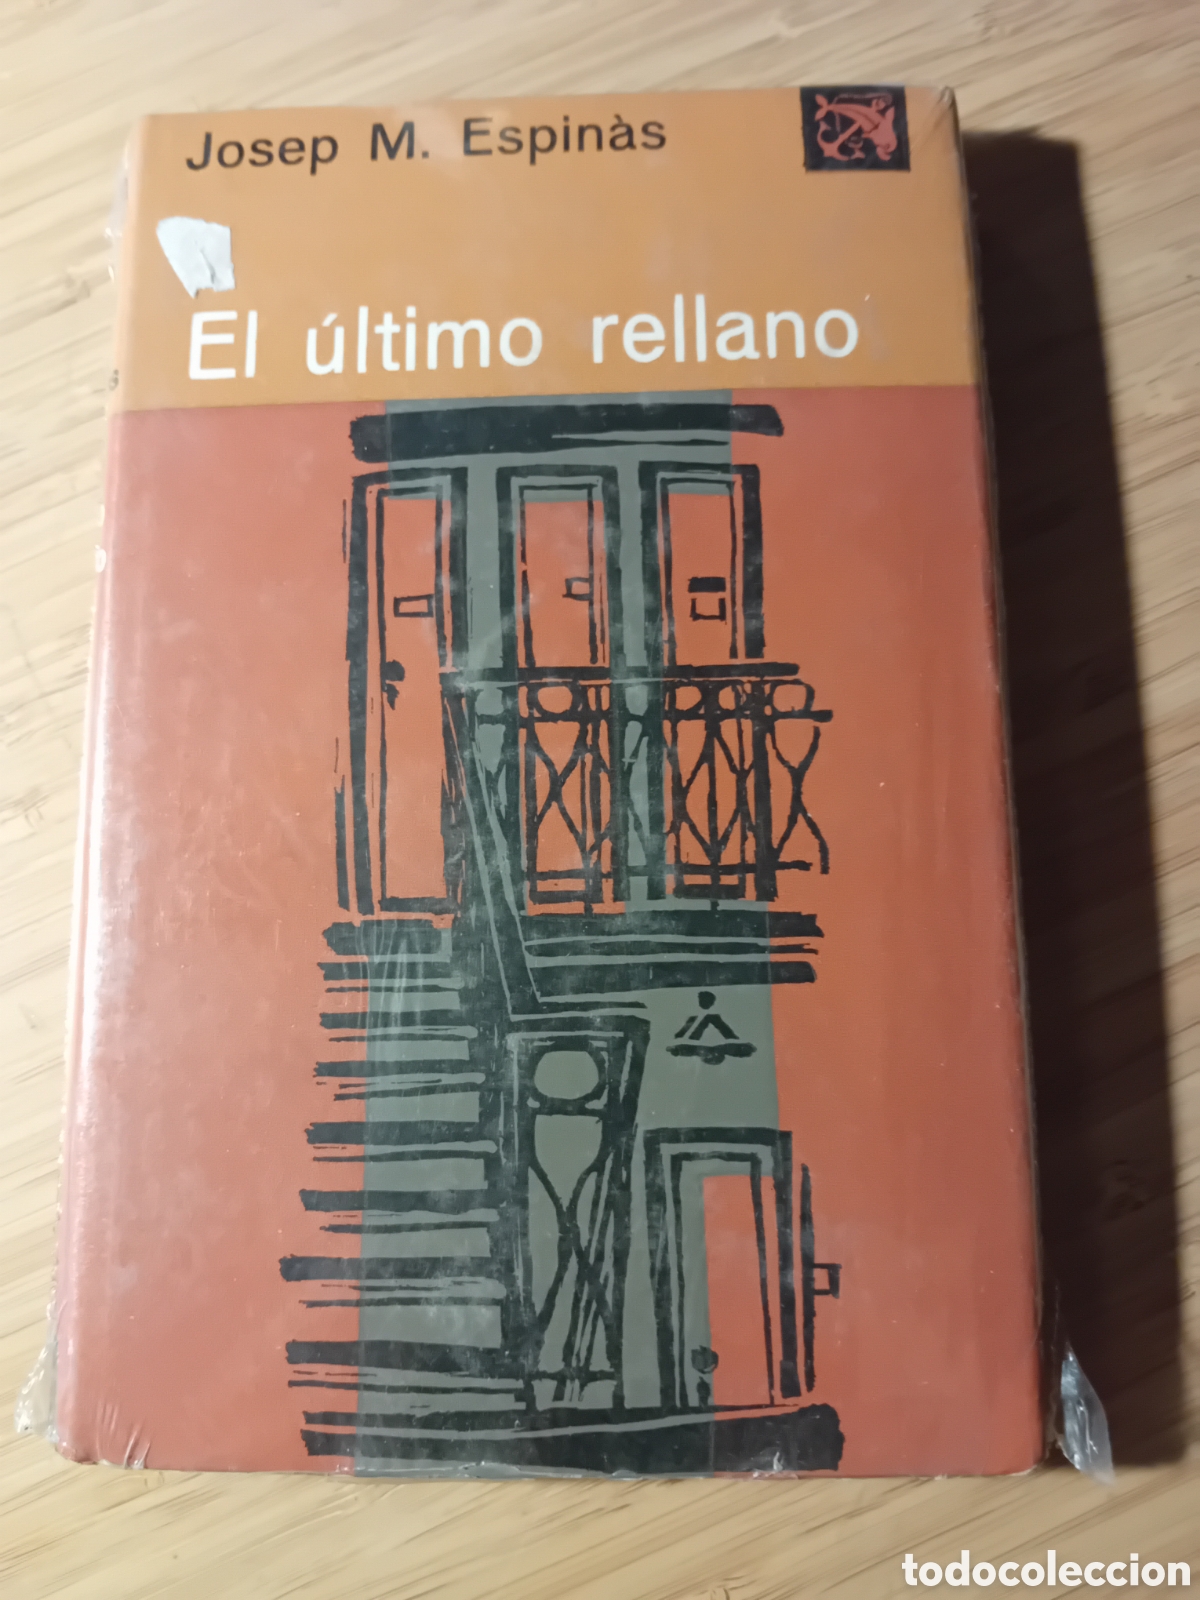 Josep M. Espinàs
El último rellano
todocoleccion